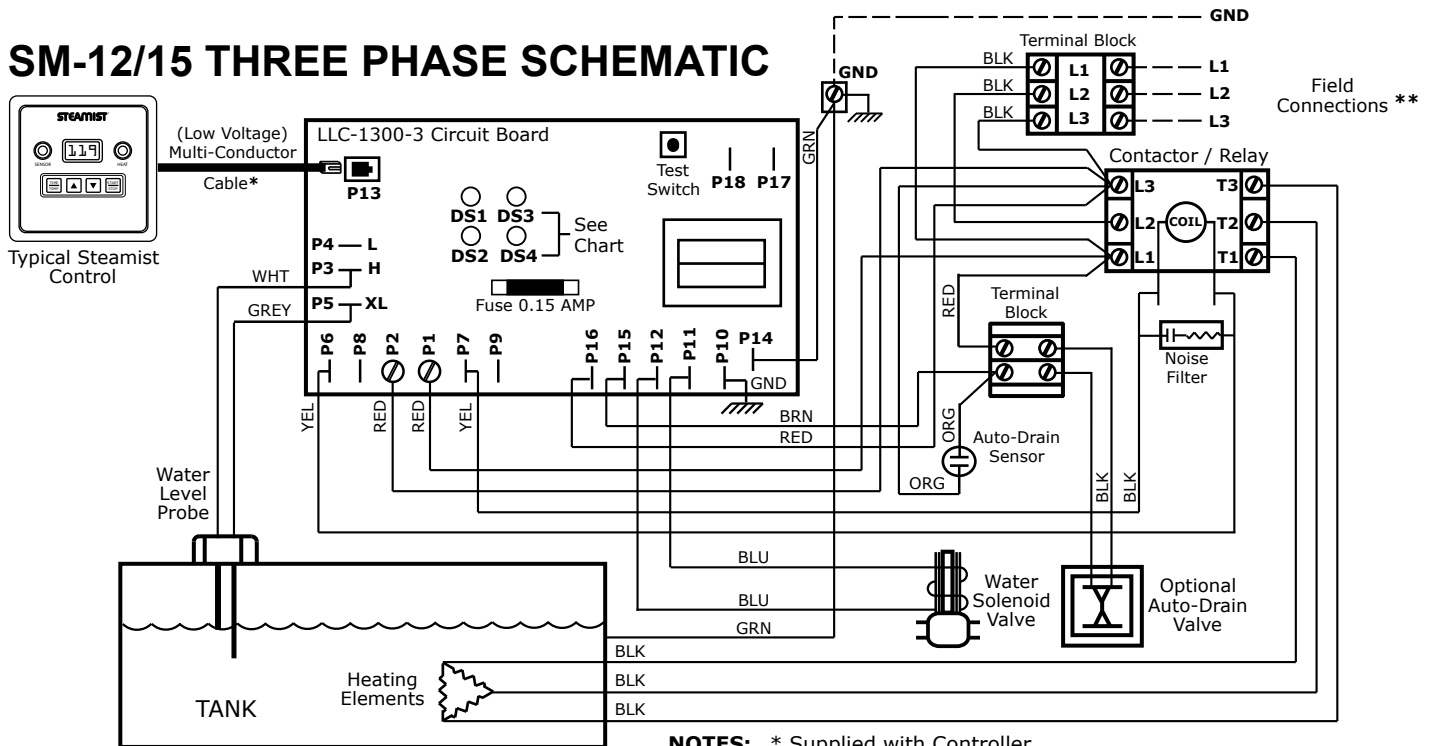 SM-12/15 THREE PHASE SCHEMATIC
GND
Terminal Block
GND
BLK
L1
L1
BLK
L2
L2
BLK
L3
L3
Field
Connections **
STEAMIST
119
SENSOR
HEAT
Typical Steamist
Control
(Low Voltage)
Multi-Conductor
Cable*
LLC-1300-3 Circuit Board
P13
Test
Switch
P18
P17
GRN
DS1
DS3
DS2
DS4
See
Chart
Fuse 0.15 AMP
P4
L
P3
H
P5
XL
WHT
GREY
P6
P8
P2
P1
P7
P9
P16
P15
P12
P11
P10
P14
GND
Contactor / Relay
L3
T3
L2
COIL
T2
L1
T1
RED
Terminal
Block
Noise
Filter
YEL
RED
RED
YEL
BRN
RED
ORG
Auto-Drain
Sensor
ORG
BLK
BLK
Water
Level
Probe
BLU
BLU
GRN
Water
Solenoid
Valve
Optional
Auto-Drain
Valve
BLK
BLK
BLK
Heating
Elements
TANK
NOTES: * Supplied with Controller